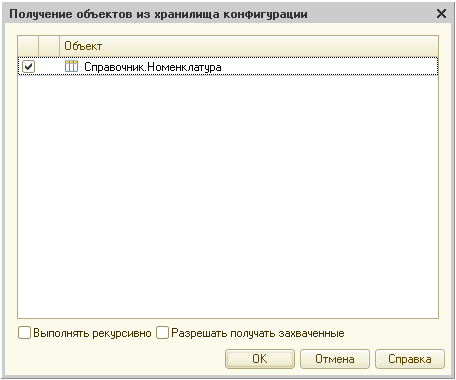 Получение объектов из хранилища конфигурации
Объект
Справочник.Номенклатура
Выполнять рекурсивно Разрешать получать захваченные
OK Отмена Справка